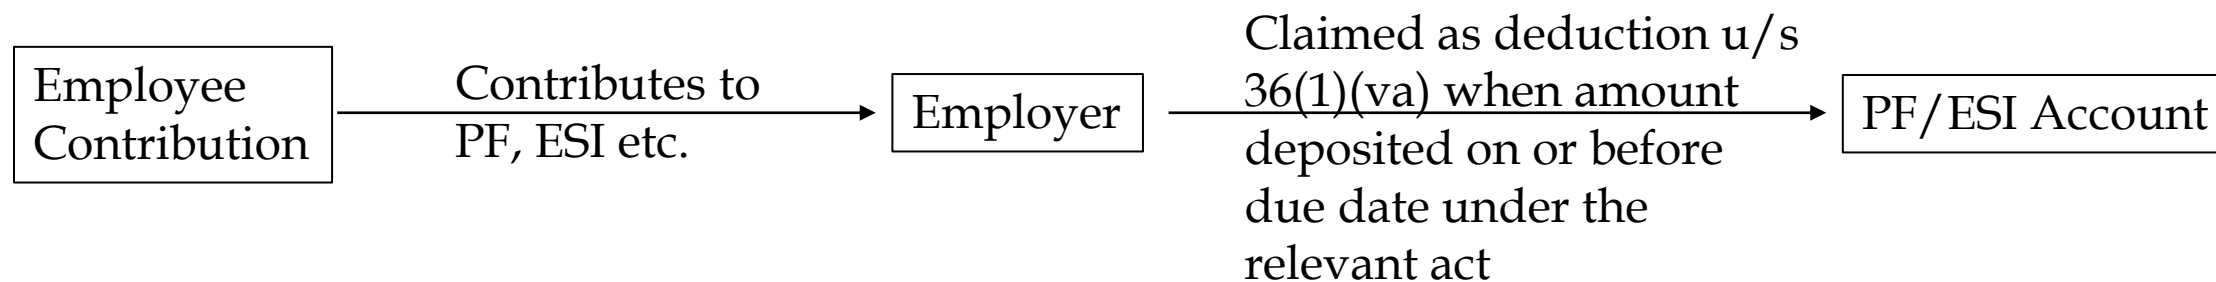 Employee
Contribution
Contributes to
PF, ESI etc.
Employer
Claimed as deduction u/s
36(1)(va) when amount
deposited on or before
due date under the
relevant act
PF/ESI Account